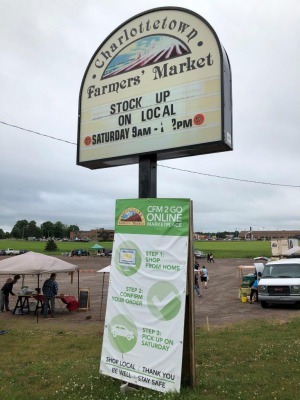 Charlottetown
Farmers' Market
STOCK UP
ON LOCAL
SATURDAY 9AM - 2PM
CFM 2 GO
ONLINE
MARKETPLACE
STEP 1:
SHOP
FROM HOME
STEP 2:
CONFIRM
YOUR ORDER
STEP 3:
PICK UP ON
SATURDAY
SHOP LOCAL THANK YOU
BE WELL STAY SAFE